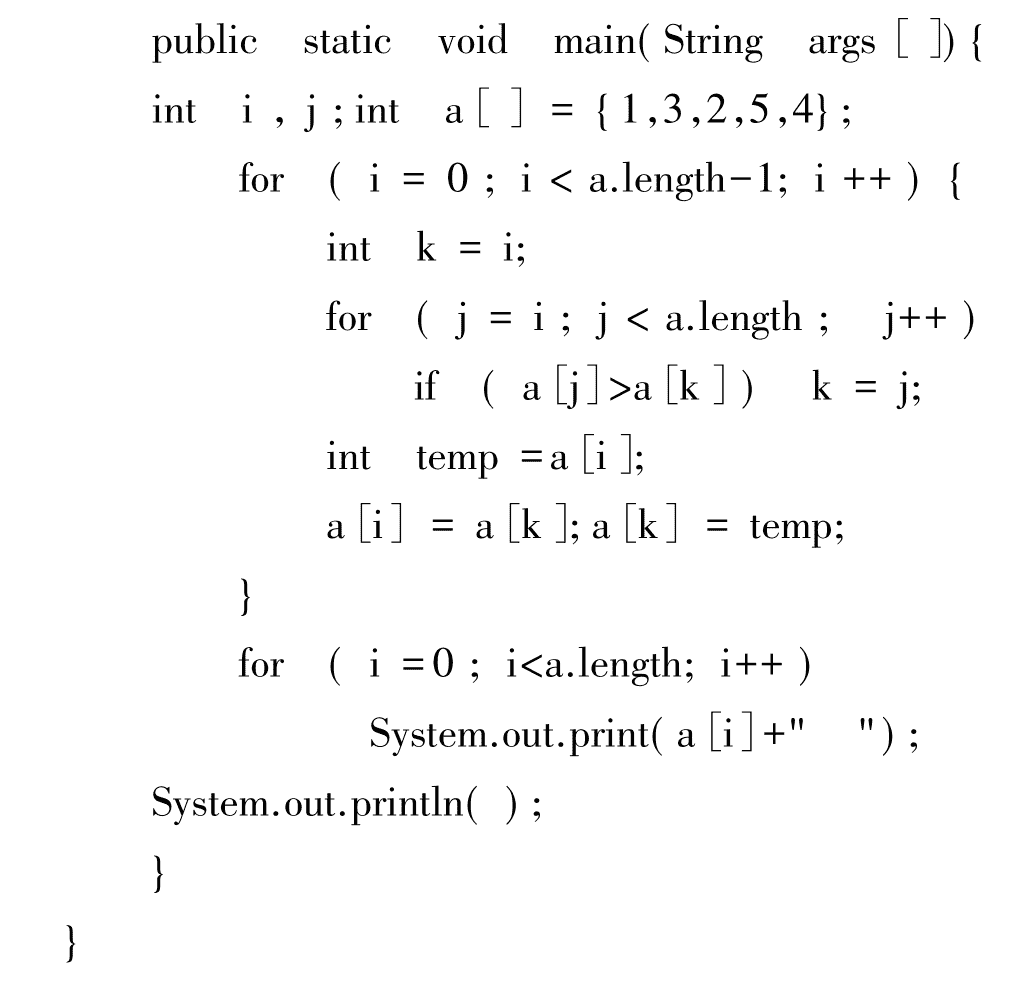 public static void main( String args [ ]) {
int i , j ; int a [ ] = { 1,3,2,5,4} ;
for ( i = 0 ; i < a.length-1; i ++ ) {
int k = i;
for ( j = i ; j < a.length ; j++ )
if ( a [j]>a [k ] ) k = j;
int temp =a [i ];
a [i] = a [k ]; a [k] = temp;
}
for ( i =0 ; i<a.length; i++ )
System.out.print( a [i]+" ") ;
System.out.println( ) ;
}
}